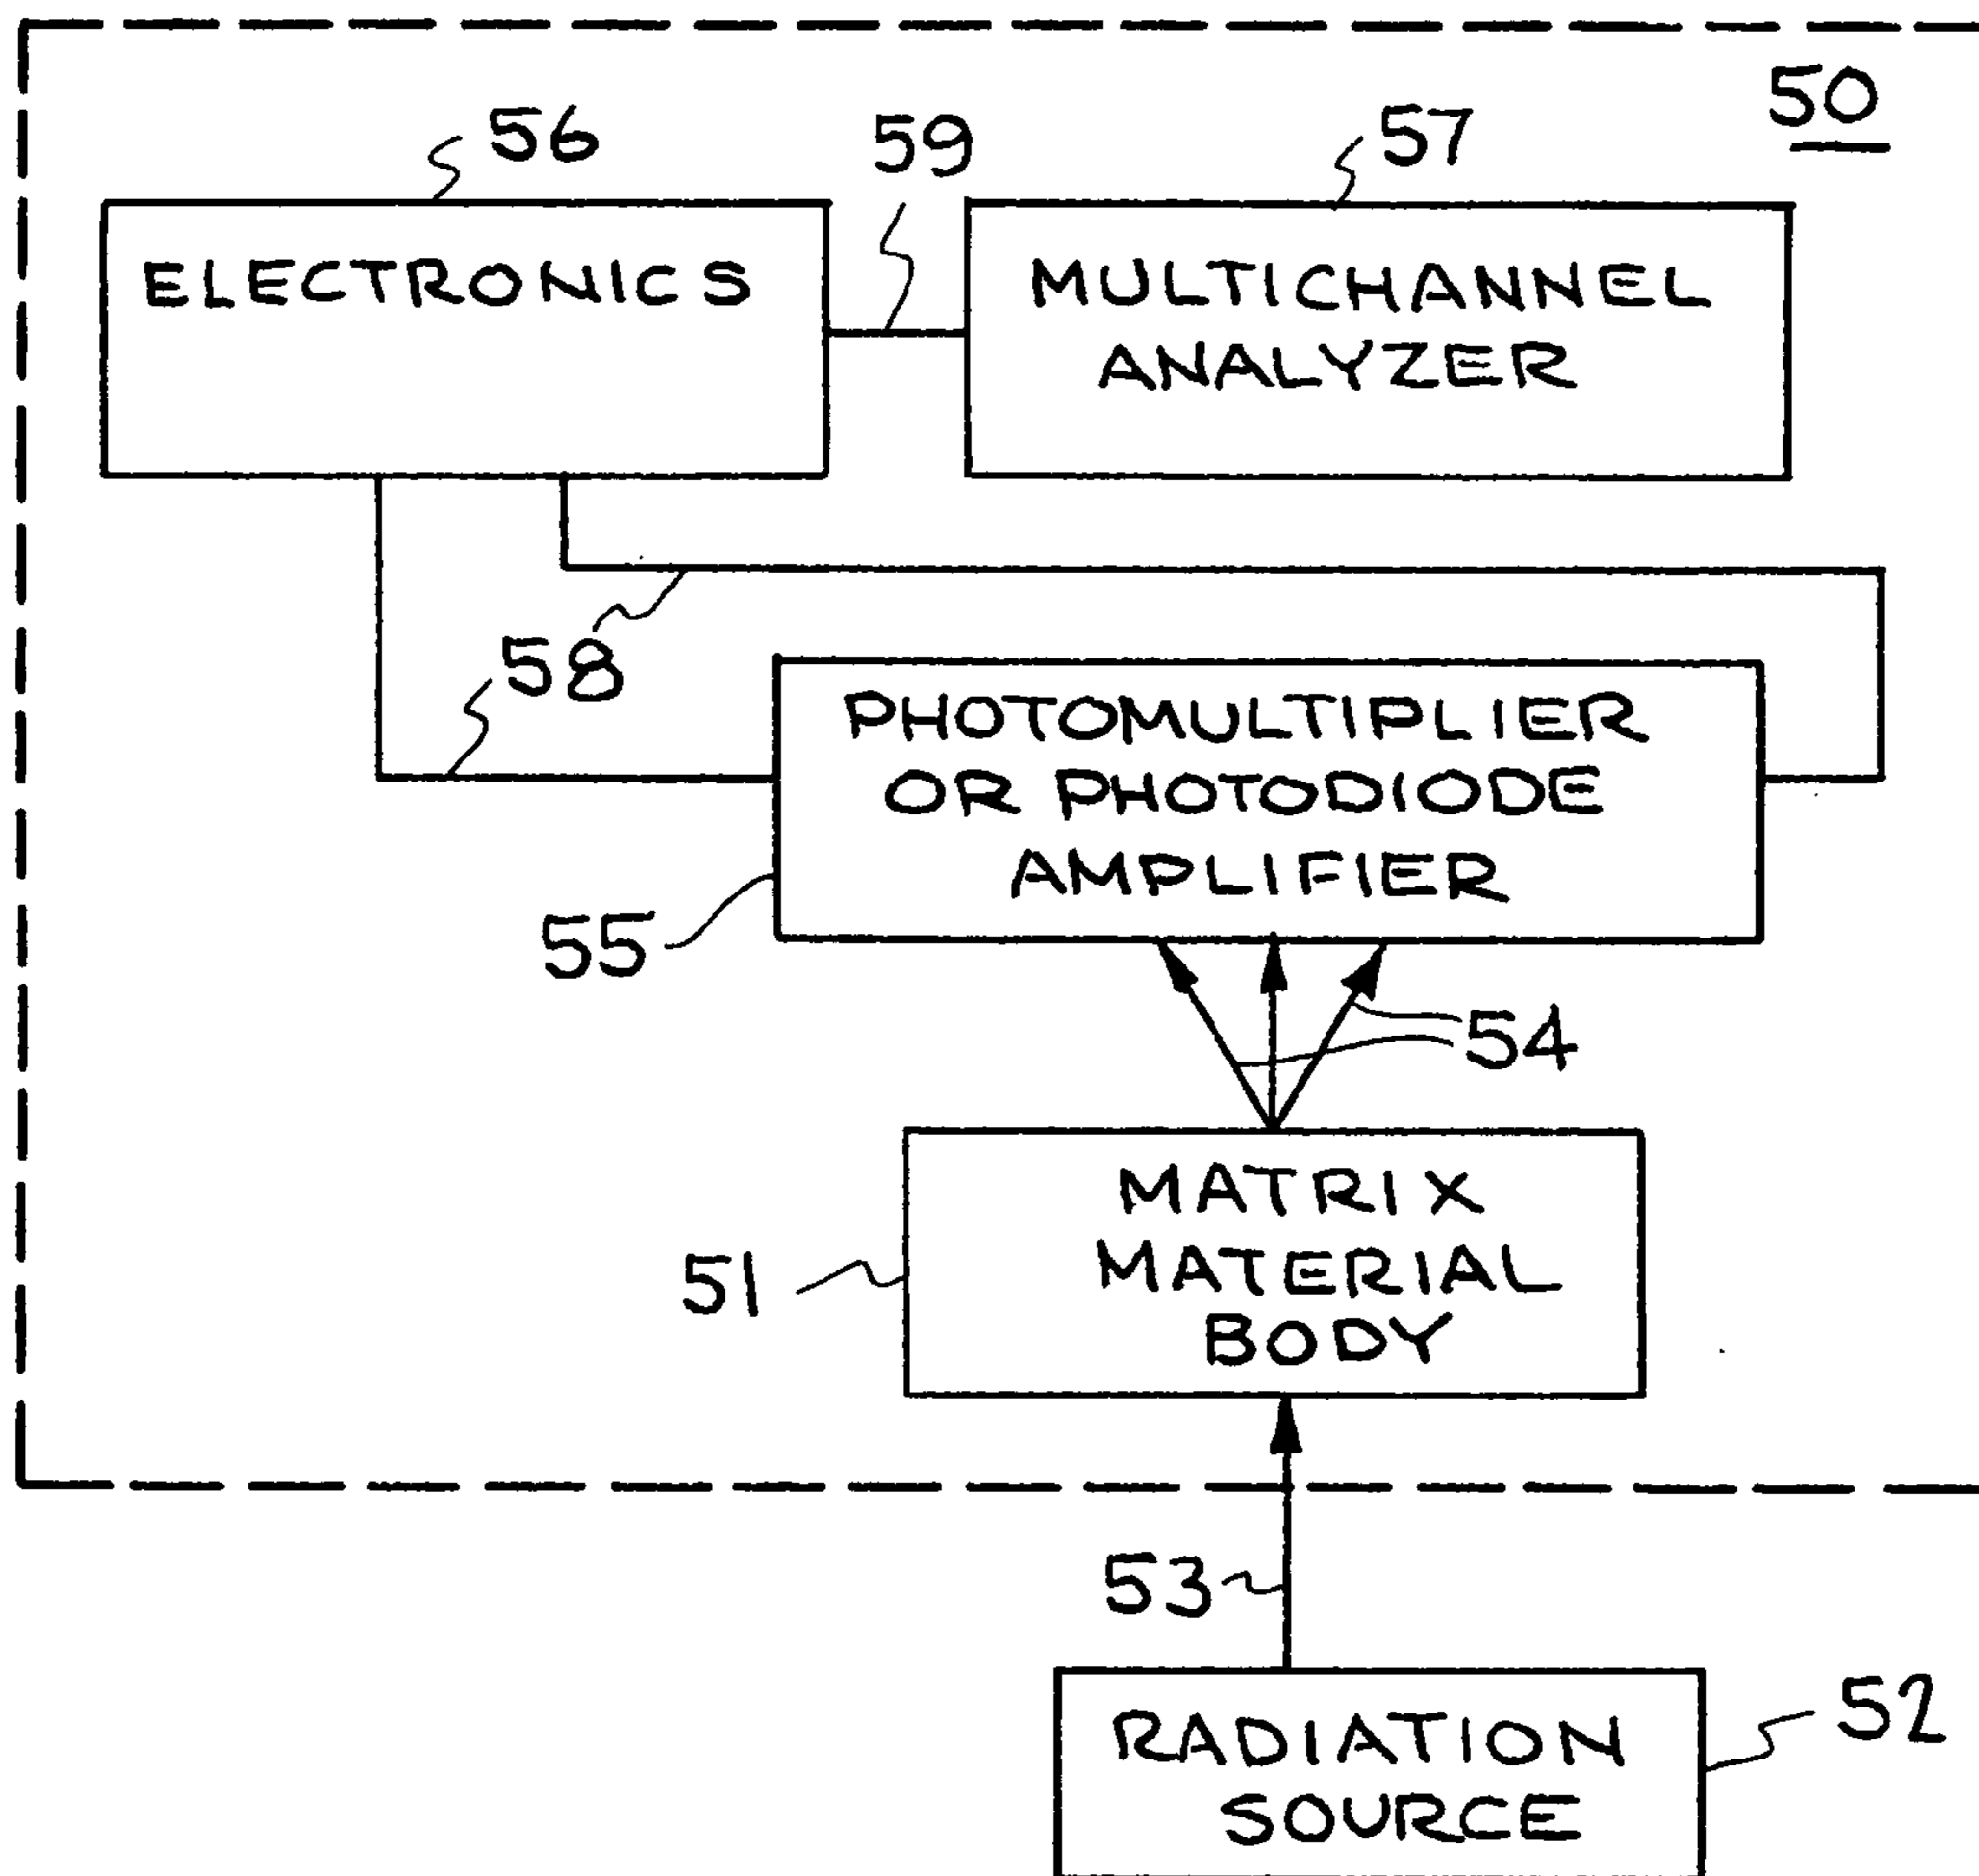 50
56
59
57
ELECTRONICS
MULTICHANNEL
ANALYZER
58
PHOTOMULTIPLIER
OR PHOTODIODE
AMPLIFIER
55
54
MATRIX
MATERIAL
BODY
51
53
RADIATION
SOURCE
52